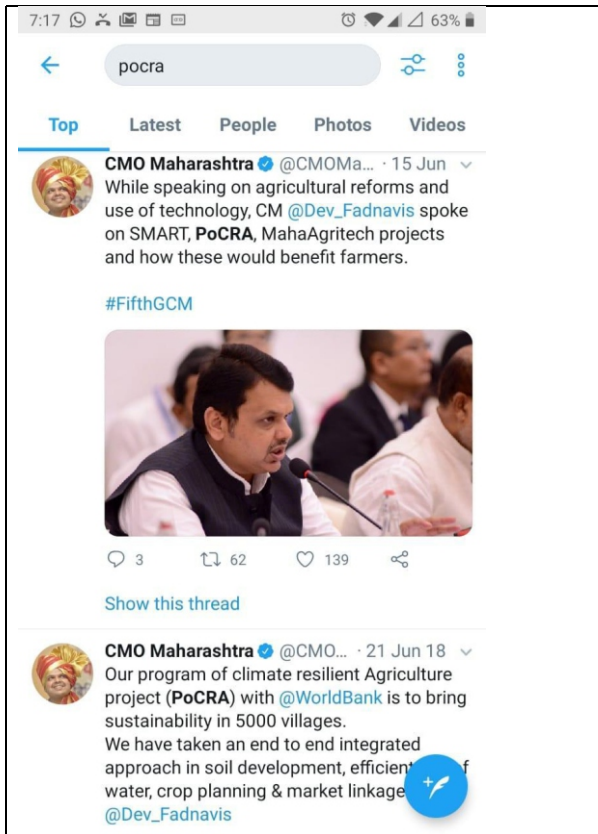 7:17 63%
pocra
Top Latest People Photos Videos
CMO Maharashtra @CMOMa... · 15 Jun
While speaking on agricultural reforms and
use of technology, CM @Dev_Fadnavis spoke
on SMART, PoCRA, MahaAgritech projects
and how these would benefit farmers.
#FifthGCM
3 62 139
Show this thread
CMO Maharashtra @CMO... · 21 Jun 18
Our program of climate resilient Agriculture
project (PoCRA) with @WorldBank is to bring
sustainability in 5000 villages.
We have taken an end to end integrated
approach in soil development, efficient f
water, crop planning & market linkage
@Dev_Fadnavis